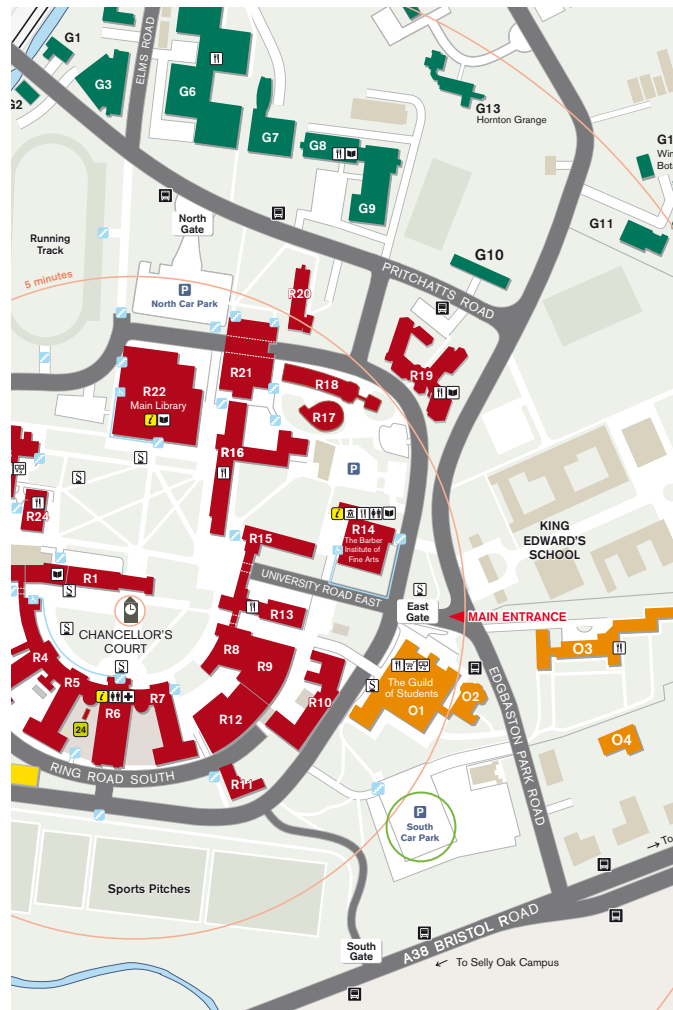 G1
ELMS ROAD
G3
G2
G6
G7
G8
G9
G13
Hornton Grange
G11
G10
North
Gate
Running
Track
5 minutes
P
North Car Park
PRITCHATTS ROAD
R20
R21
R18
R17
R19
R22
Main Library
i
R16
P
R24
R14
The Barber
Institute of
Fine Arts
i
KING
EDWARD'S
SCHOOL
R15
R1
UNIVERSITY ROAD EAST
East
Gate
MAIN ENTRANCE
R13
CHANCELLOR'S
COURT
R8
R9
R4
R5
R6
R7
i
24
R10
R12
R11
The Guild
of Students
O1
O2
O3
O4
EDGBASTON PARK ROAD
RING ROAD SOUTH
P
South
Car Park
Sports Pitches
South
Gate
A38 BRISTOL ROAD
To Selly Oak Campus